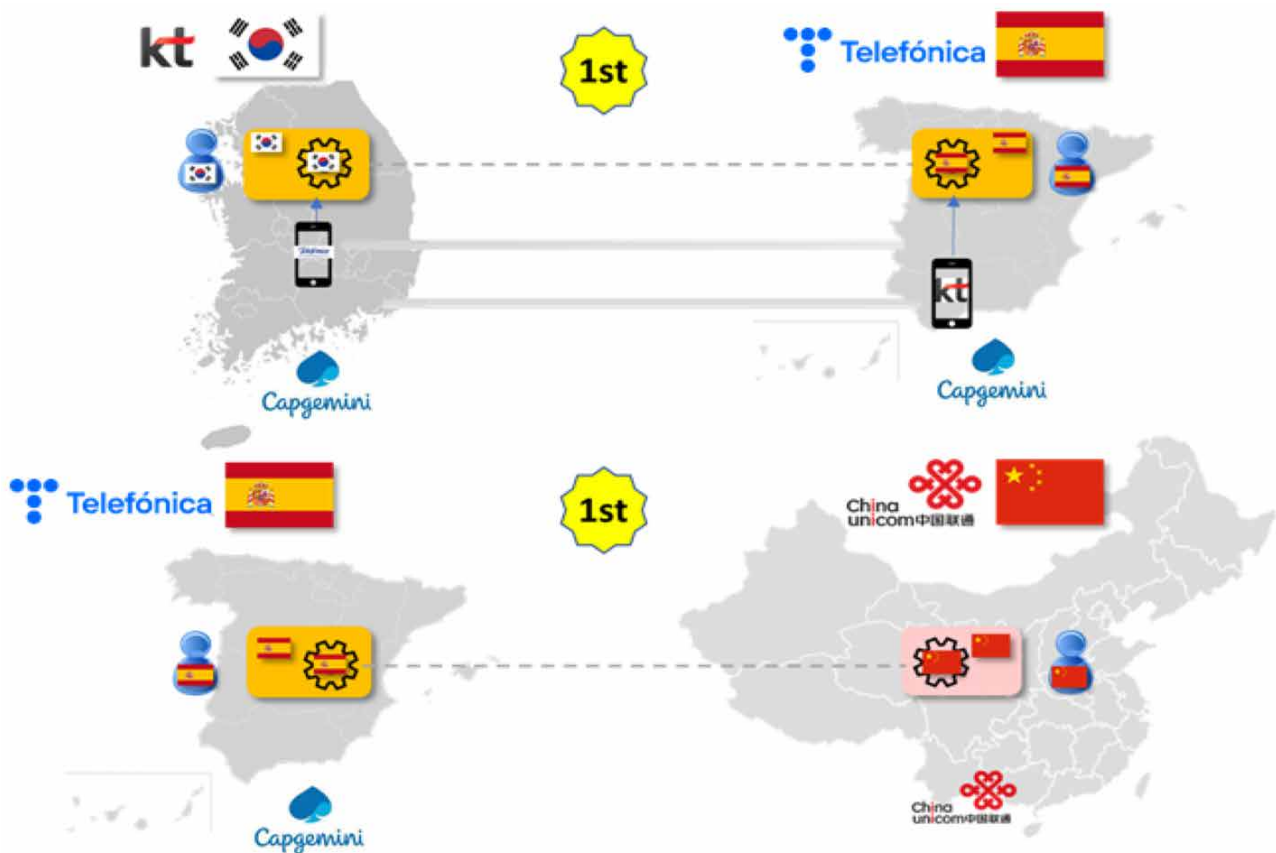 kt
1st
Telefónica
Telefónica
kt
Capgemini
Capgemini
Telefónica
1st
China
unicom中国联通
China
unicom中国联通
Capgemini